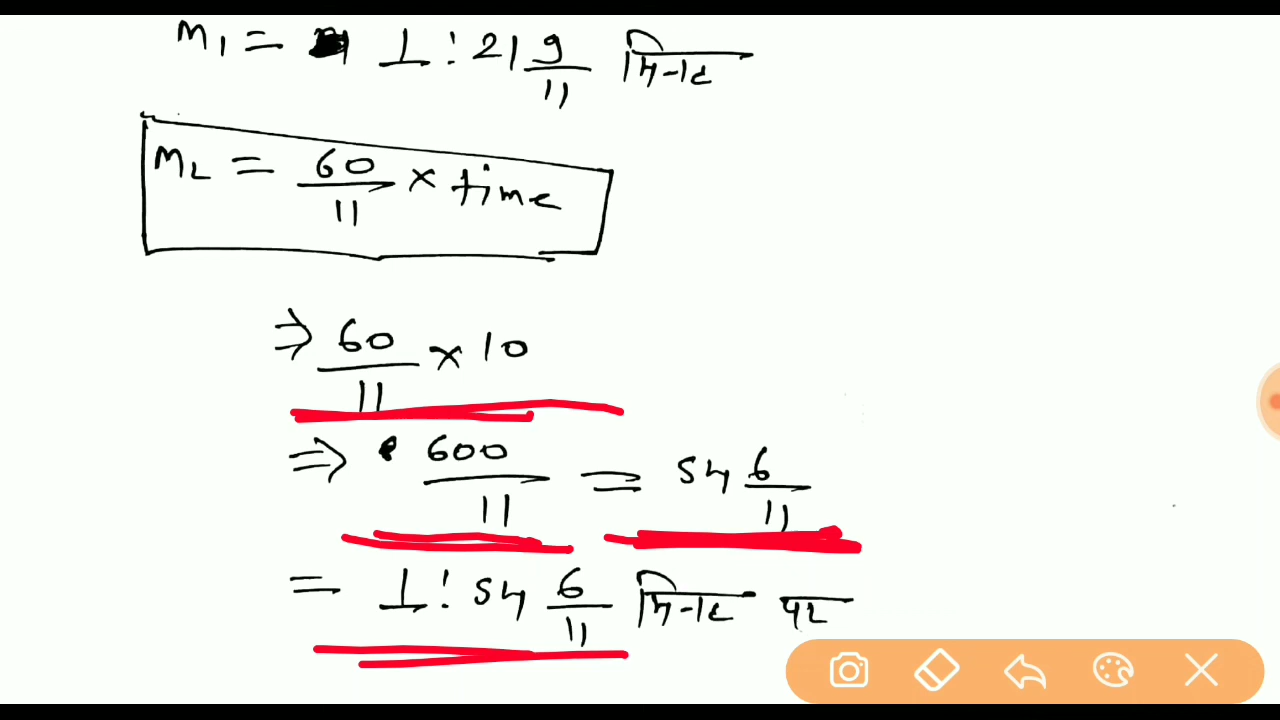 M1 = 1:21 9/11 मिनट
M2 = 60/11 × time
⇒ 60/11 × 10
⇒ 600/11 = 54 6/11
= 1:54 6/11 मिनट पर